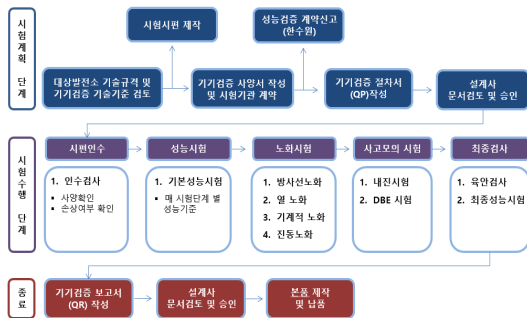 시험계획 단계
시험시편 제작
성능검증 계약신고
(한수원)
대상발전소 기술규격 및
기기검증 기술기준 검토
기기검증 사양서 작성
및 시험기관 계약
기기검증 절차서
(QP)작성
설계사
문서검토 및 승인
시험수행 단계
시편인수
1. 인수검사
▪ 사양확인
▪ 손상여부 확인
성능시험
1. 기본성능시험
▪ 매 시험단계 별
성능기준
노화시험
1. 방사선노화
2. 열 노화
3. 기계적 노화
4. 진동노화
사고모의 시험
1. 내진시험
2. DBE 시험
최종검사
1. 육안검사
2. 최종성능시험
종료
기기검증 보고서
(QR) 작성
설계사
문서검토 및 승인
본품 제작
및 납품